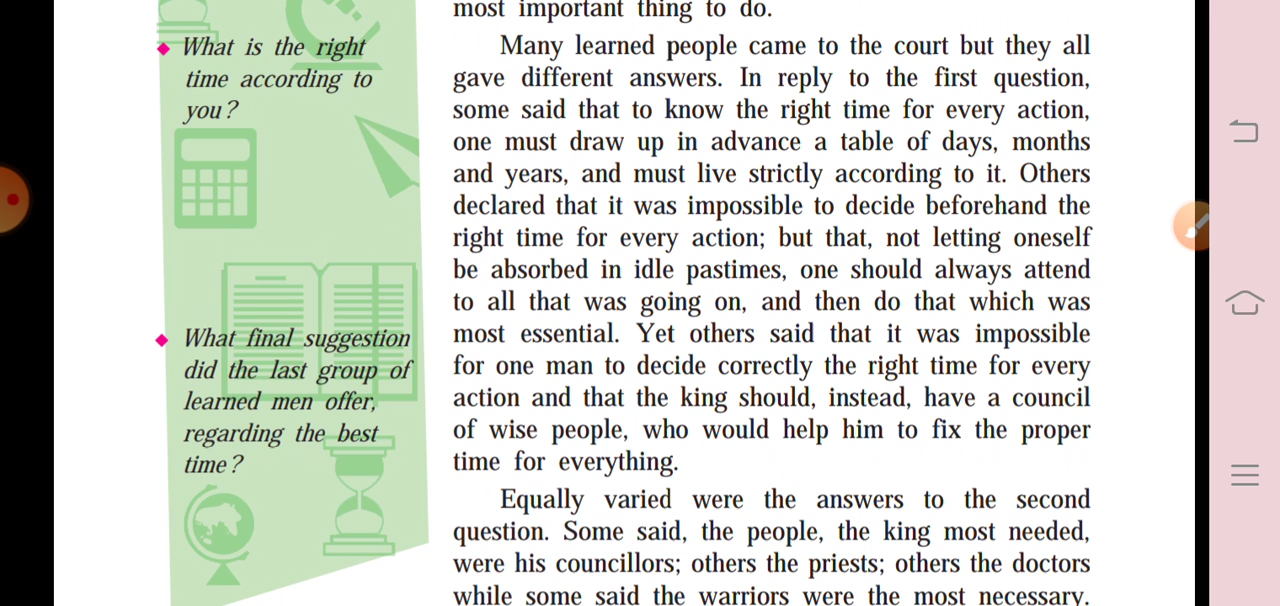 What is the right
time according to
you?
What final suggestion
did the last group of
learned men offer,
regarding the best
time?
most important thing to do.
Many learned people came to the court but they all
gave different answers. In reply to the first question,
some said that to know the right time for every action,
one must draw up in advance a table of days, months
and years, and must live strictly according to it. Others
declared that it was impossible to decide beforehand the
right time for every action; but that, not letting oneself
be absorbed in idle pastimes, one should always attend
to all that was going on, and then do that which was
most essential. Yet others said that it was impossible
for one man to decide correctly the right time for every
action and that the king should, instead, have a council
of wise people, who would help him to fix the proper
time for everything.
Equally varied were the answers to the second
question. Some said, the people, the king most needed,
were his councillors; others the priests; others the doctors
while some said the warriors were the most necessary.